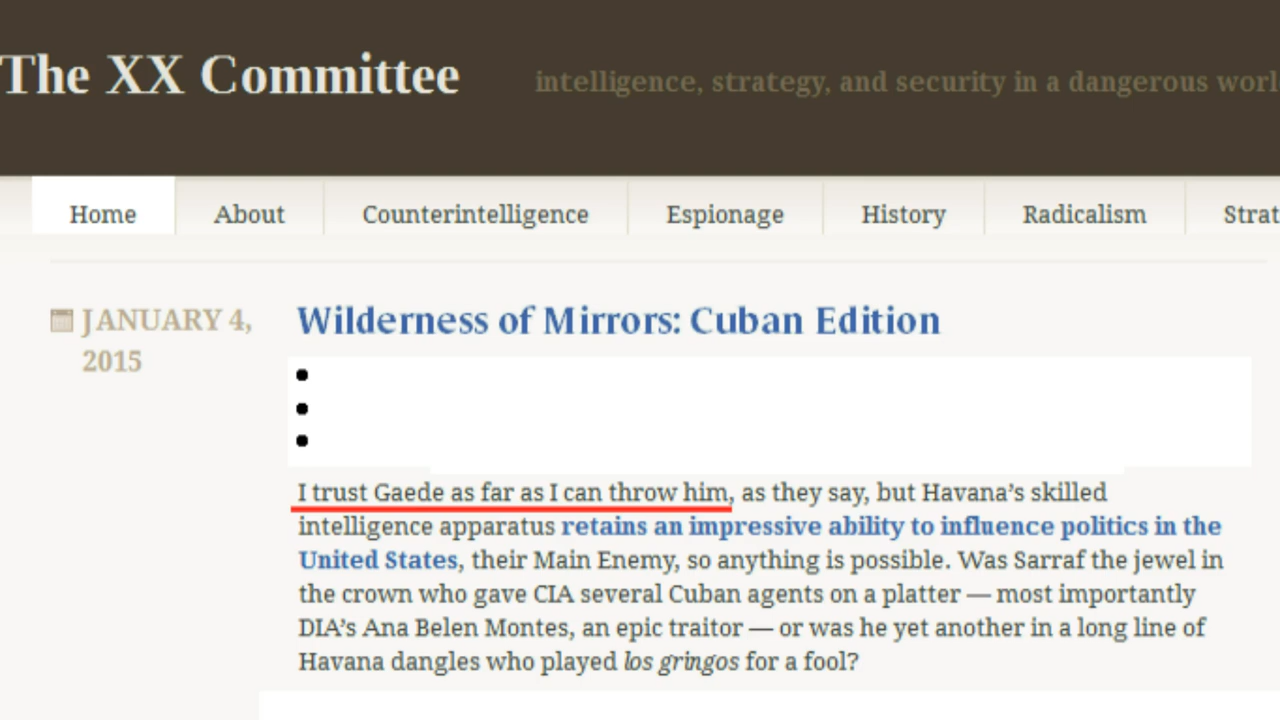 The XX Committee
intelligence, strategy, and security in a dangerous worl
Home About Counterintelligence Espionage History Radicalism Strat
JANUARY 4,
2015
Wilderness of Mirrors: Cuban Edition
I trust Gaede as far as I can throw him, as they say, but Havana’s skilled
intelligence apparatus retains an impressive ability to influence politics in the
United States, their Main Enemy, so anything is possible. Was Sarraf the jewel in
the crown who gave CIA several Cuban agents on a platter — most importantly
DIA’s Ana Belen Montes, an epic traitor — or was he yet another in a long line of
Havana dangles who played los gringos for a fool?